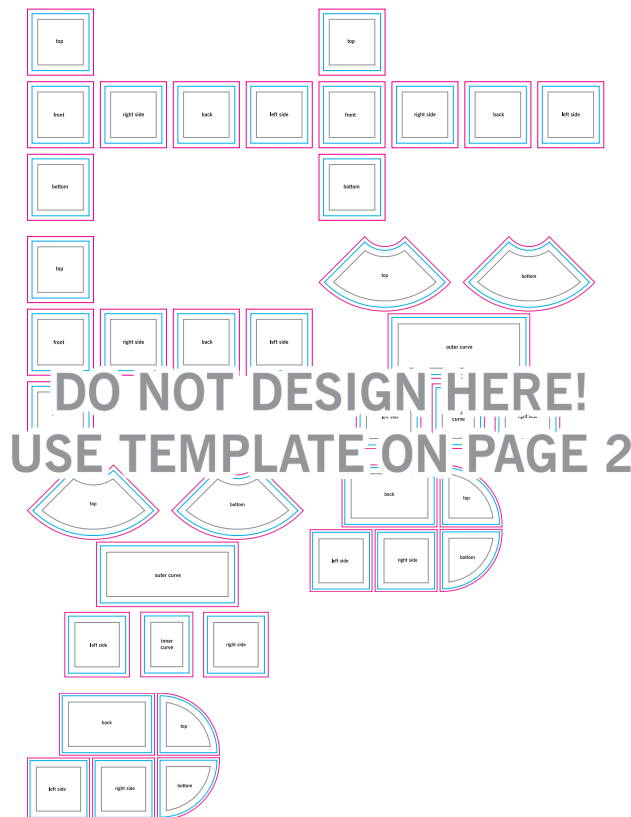 top top
front right side back left side front right side back left side
bottom bottom
top
top bottom
front right side back left side
outer curve
DO NOT DESIGN HERE!
curve
USE TEMPLATE ON PAGE 2
back top
top bottom
left side right side bottom
outer curve
left side inner curve right side
back top
left side right side bottom